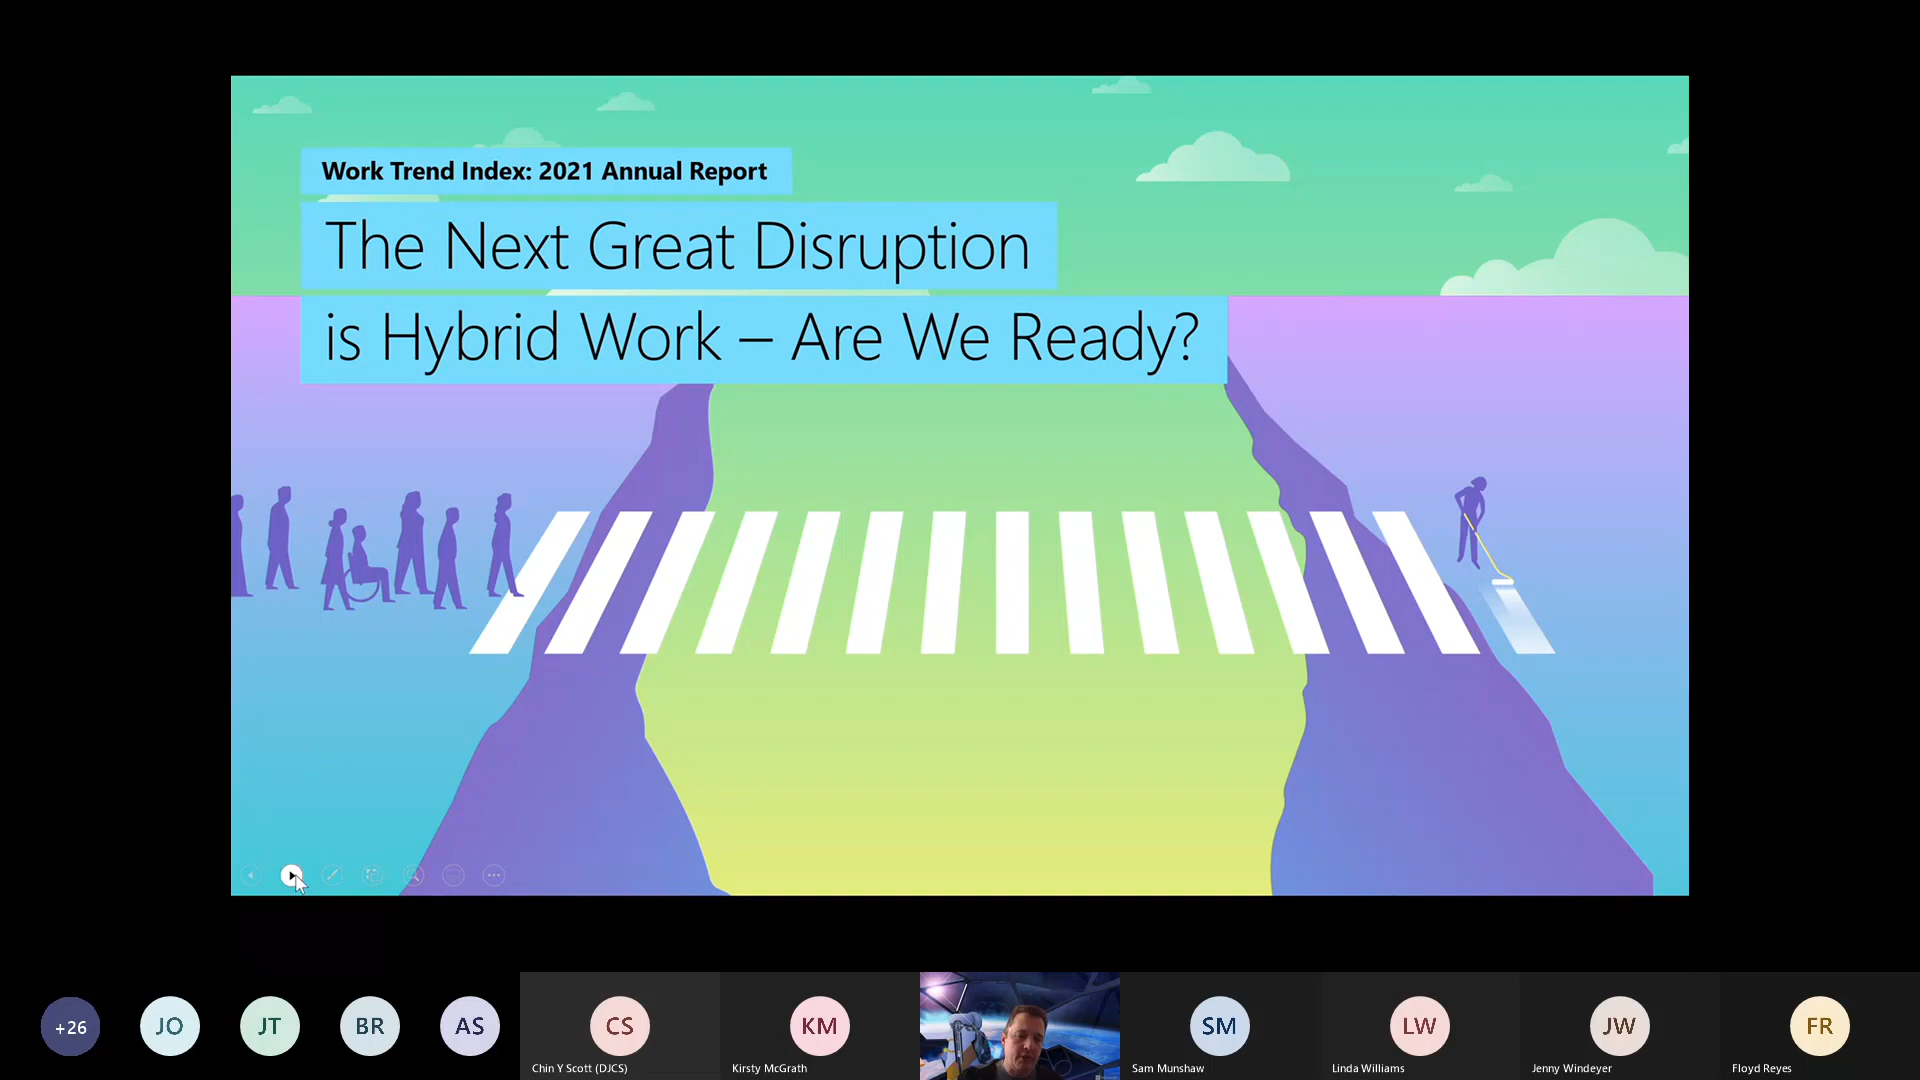 Work Trend Index: 2021 Annual Report
The Next Great Disruption
is Hybrid Work – Are We Ready?
+26
JO
JT
BR
AS
CS
KM
SM
LW
JW
FR
Chin Y Scott (DJCS)
Kirsty McGrath
Sam Munshaw
Linda Williams
Jenny Windeyer
Floyd Reyes